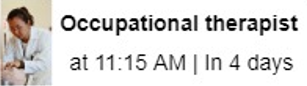 Occupational therapist
at 11:15 AM | In 4 days